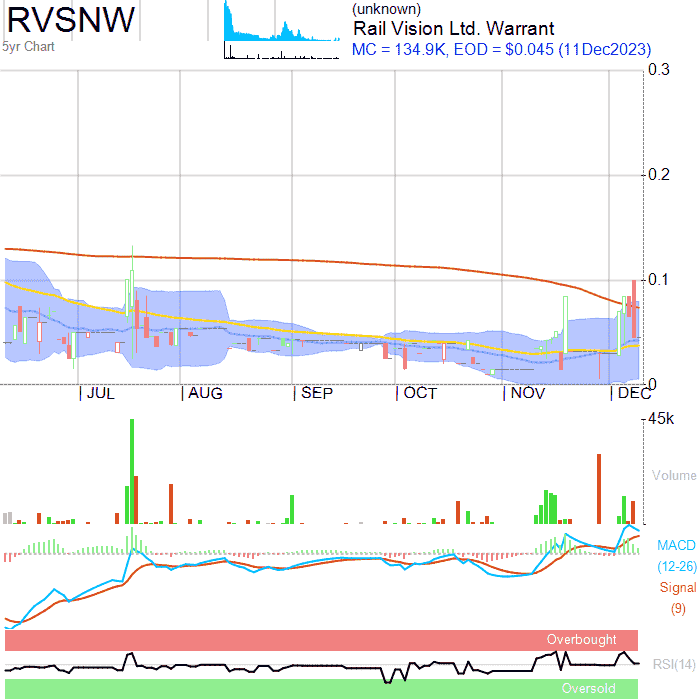 RVSNW
5yr Chart
(unknown)
Rail Vision Ltd. Warrant
MC = 134.9K, EOD = $0.045 (11Dec2023)
0.3
0.2
0.1
0
JUL
AUG
SEP
OCT
NOV
DEC
45k
Volume
MACD
(12-26)
Signal
(9)
Overbought
RSI(14)
Oversold